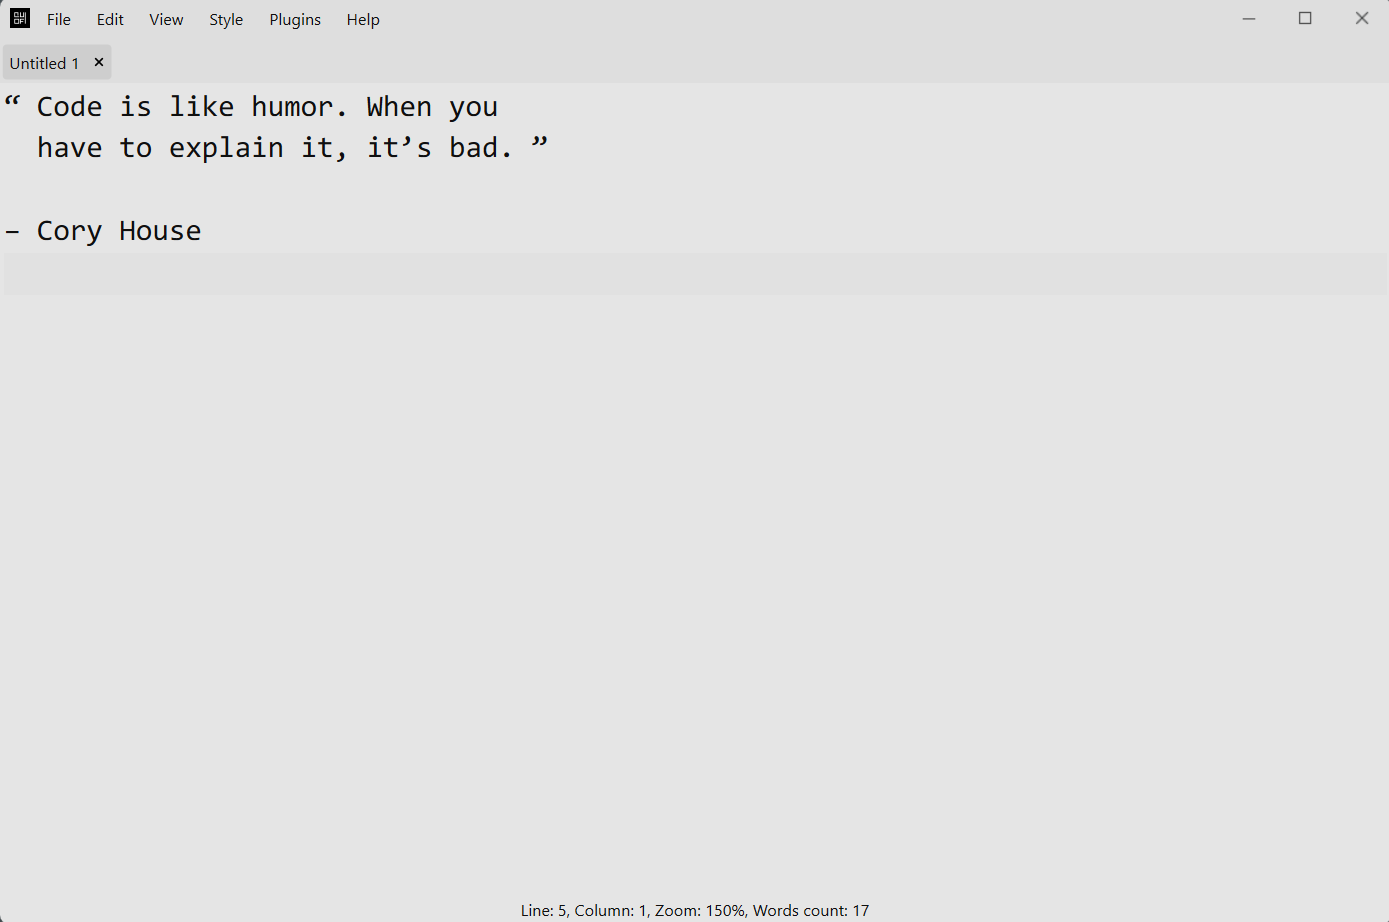 File Edit View Style Plugins Help
Untitled 1 ✕
“ Code is like humor. When you
have to explain it, it’s bad. ”
– Cory House
Line: 5, Column: 1, Zoom: 150%, Words count: 17